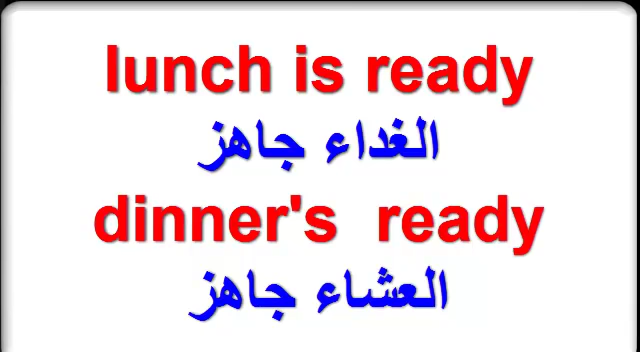 lunch is ready
الغداء جاهز
dinner's ready
العشاء جاهز